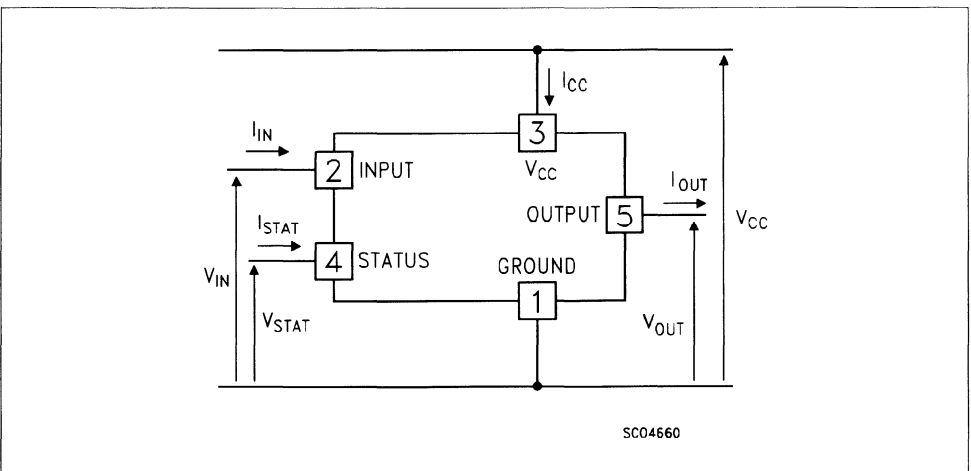 I_CC
3
V_CC
I_IN
2 INPUT
I_STAT
4 STATUS
OUTPUT 5
I_OUT
V_CC
GROUND
1
V_IN
V_STAT
V_OUT
SC04660